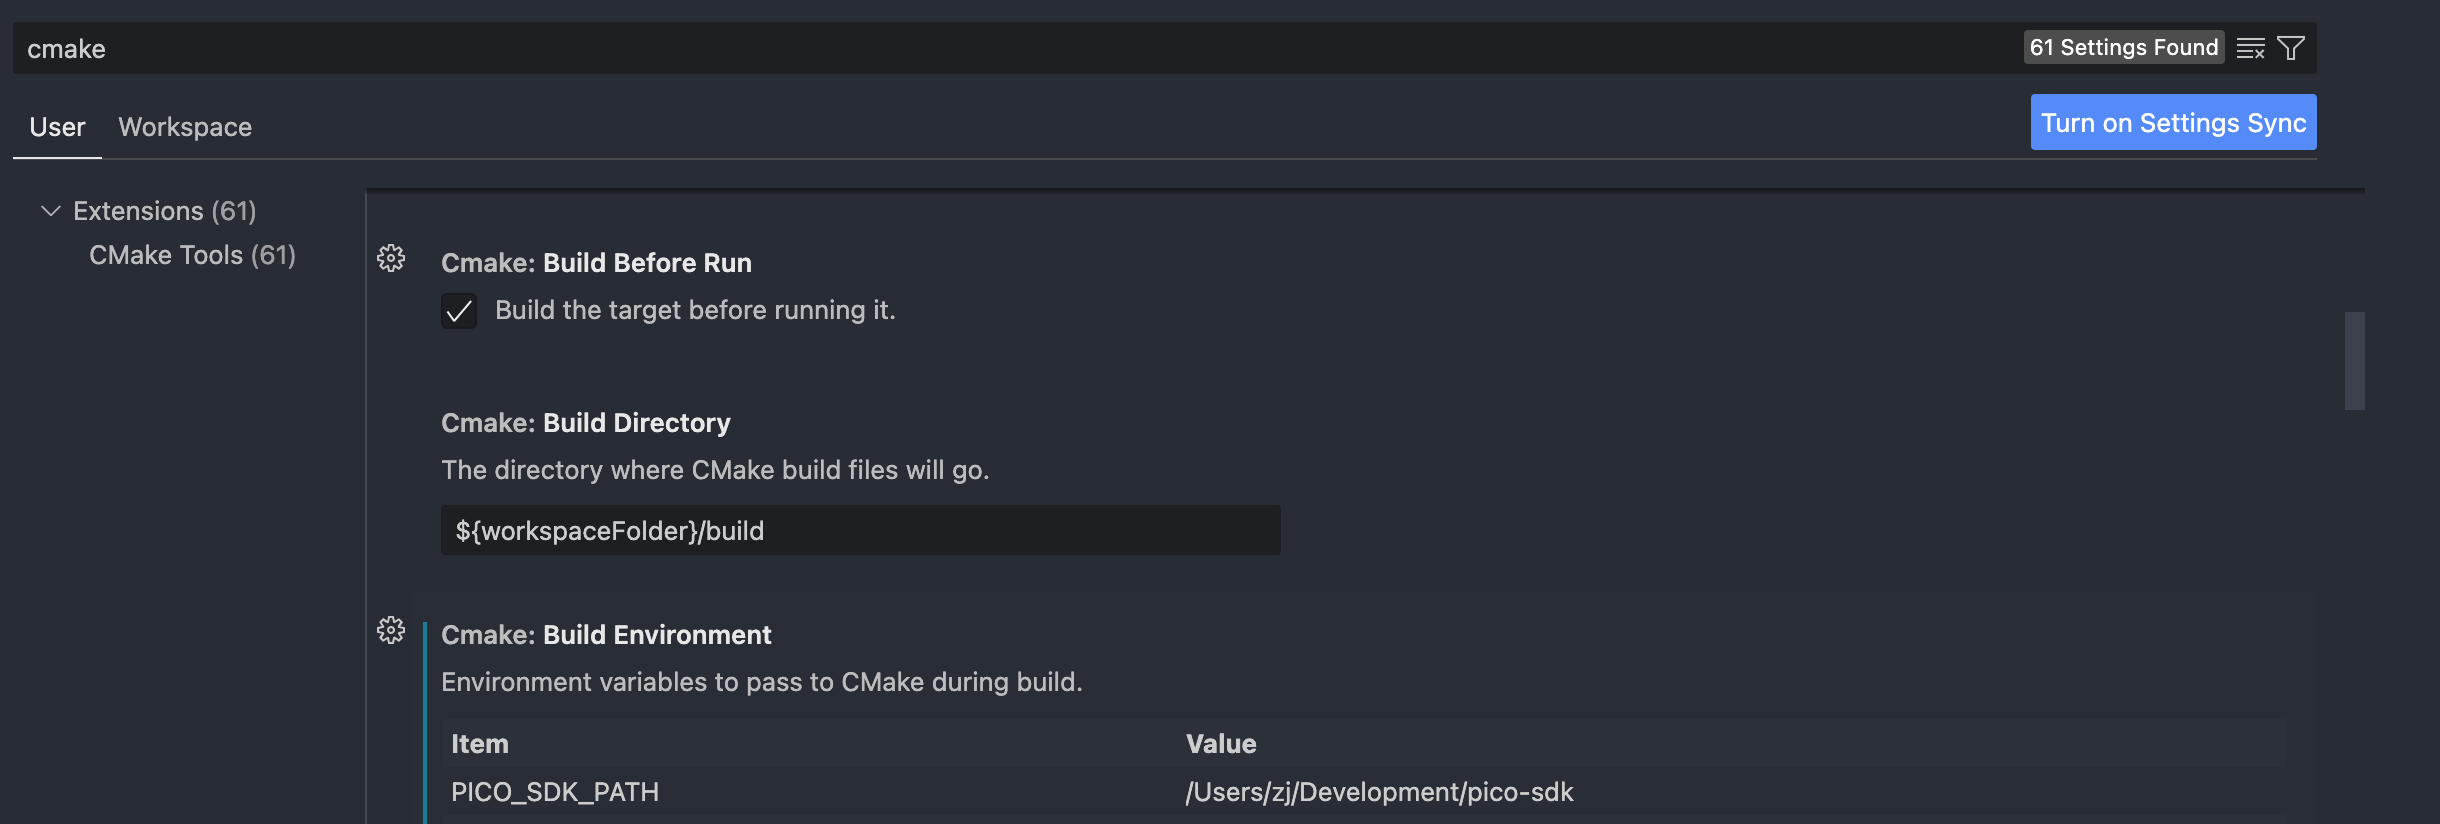 cmake
61 Settings Found
User
Workspace
Turn on Settings Sync
Extensions (61)
CMake Tools (61)
Cmake: Build Before Run
Build the target before running it.
Cmake: Build Directory
The directory where CMake build files will go.
${workspaceFolder}/build
Cmake: Build Environment
Environment variables to pass to CMake during build.
Item Value
PICO_SDK_PATH /Users/zj/Development/pico-sdk